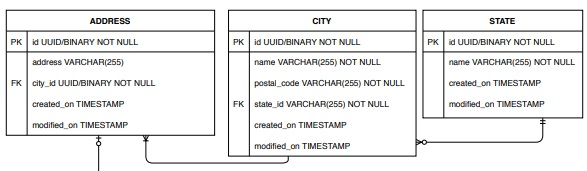 ADDRESS
PK id UUID/BINARY NOT NULL
address VARCHAR(255)
FK city_id UUID/BINARY NOT NULL
created_on TIMESTAMP
modified_on TIMESTAMP
CITY
PK id UUID/BINARY NOT NULL
name VARCHAR(255) NOT NULL
postal_code VARCHAR(255) NOT NULL
FK state_id VARCHAR(255) NOT NULL
created_on TIMESTAMP
modified_on TIMESTAMP
STATE
PK id UUID/BINARY NOT NULL
name VARCHAR(255) NOT NULL
created_on TIMESTAMP
modified_on TIMESTAMP